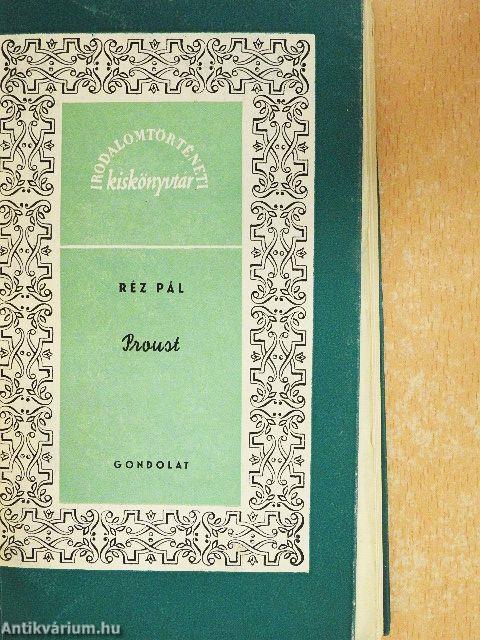 IRODALOMTÖRTÉNETI
kiskönyvtár
RÉZ PÁL
Proust
GONDOLAT
Antikvárium.hu